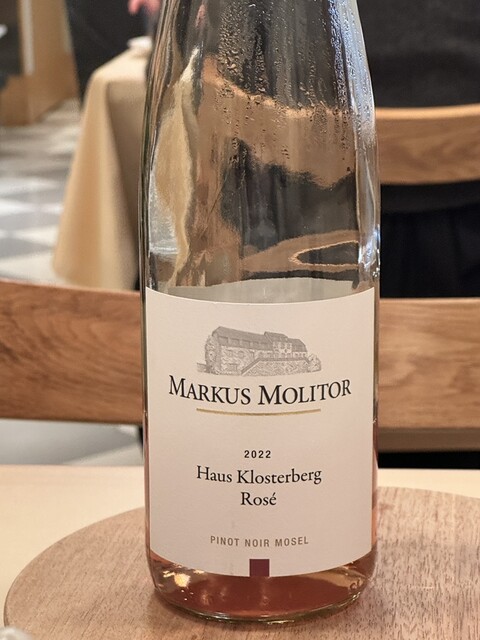 MARKUS MOLITOR
2022
Haus Klosterberg
Rosé
PINOT NOIR MOSEL